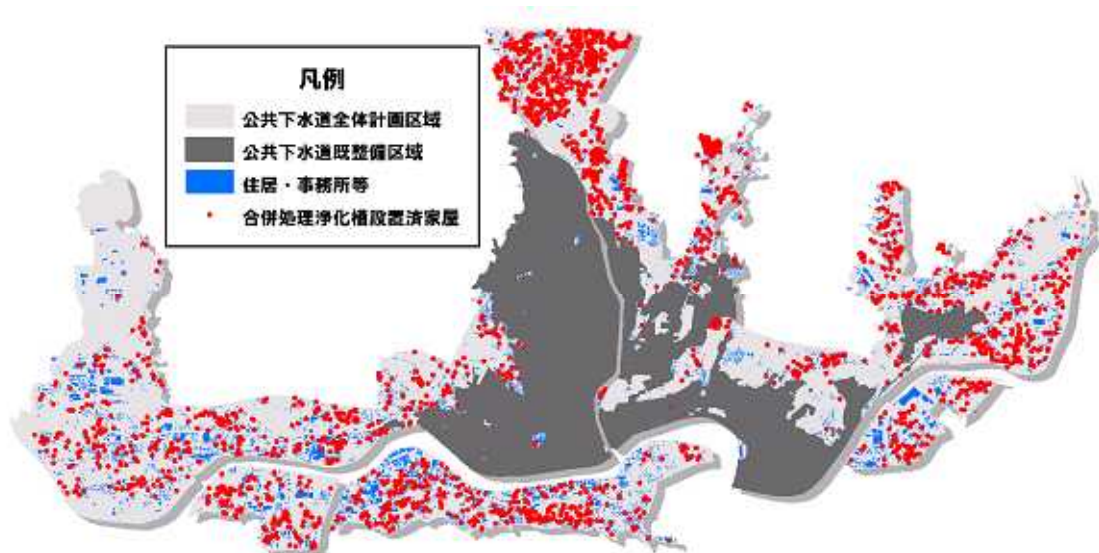 凡例
公共下水道全体計画区域
公共下水道既整備区域
住居・事務所等
合併処理浄化槽設置済家屋